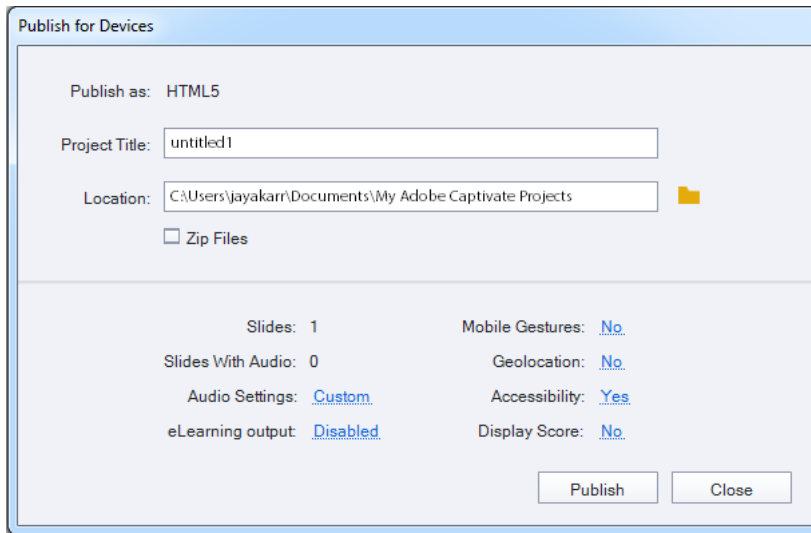 Publish for Devices
Publish as: HTML5
Project Title: untitled1
Location: C:\Users\jayakarr\Documents\My Adobe Captivate Projects
Zip Files
Slides: 1 Mobile Gestures: No
Slides With Audio: 0 Geolocation: No
Audio Settings: Custom Accessibility: Yes
eLearning output: Disabled Display Score: No
Publish Close